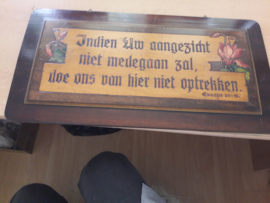 Indien Uw aangezicht
niet medegaan zal,
doe ons van hier niet optrekken.